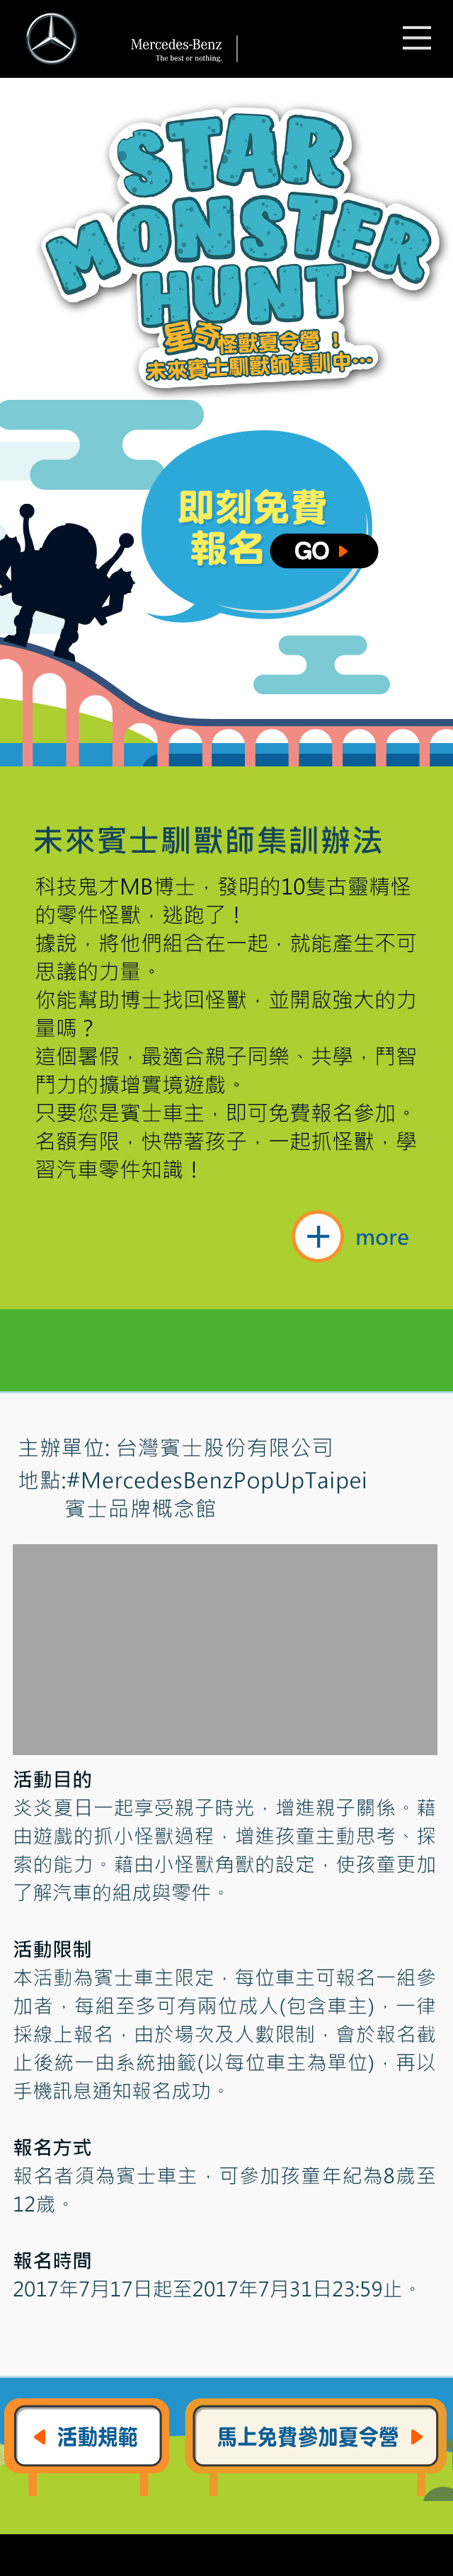 Mercedes-Benz
The best or nothing.
STAR
MONSTER
HUNT
星奇怪獸夏令營！
未來賓士馴獸師集訓中…
即刻免費
報名 GO
未來賓士馴獸師集訓辦法
科技鬼才MB博士，發明的10隻古靈精怪
的零件怪獸，逃跑了！
據說，將他們組合在一起，就能產生不可
思議的力量。
你能幫助博士找回怪獸，並開啟強大的力
量嗎？
這個暑假，最適合親子同樂、共學，鬥智
鬥力的擴增實境遊戲。
只要您是賓士車主，即可免費報名參加。
名額有限，快帶著孩子，一起抓怪獸，學
習汽車零件知識！
more
主辦單位: 台灣賓士股份有限公司
地點:#MercedesBenzPopUpTaipei
賓士品牌概念館
活動目的
炎炎夏日一起享受親子時光，增進親子關係。藉
由遊戲的抓小怪獸過程，增進孩童主動思考、探
索的能力。藉由小怪獸角獸的設定，使孩童更加
了解汽車的組成與零件。
活動限制
本活動為賓士車主限定，每位車主可報名一組參
加者，每組至多可有兩位成人(包含車主)，一律
採線上報名，由於場次及人數限制，會於報名截
止後統一由系統抽籤(以每位車主為單位)，再以
手機訊息通知報名成功。
報名方式
報名者須為賓士車主，可參加孩童年紀為8歲至
12歲。
報名時間
2017年7月17日起至2017年7月31日23:59止。
活動規範
馬上免費參加夏令營